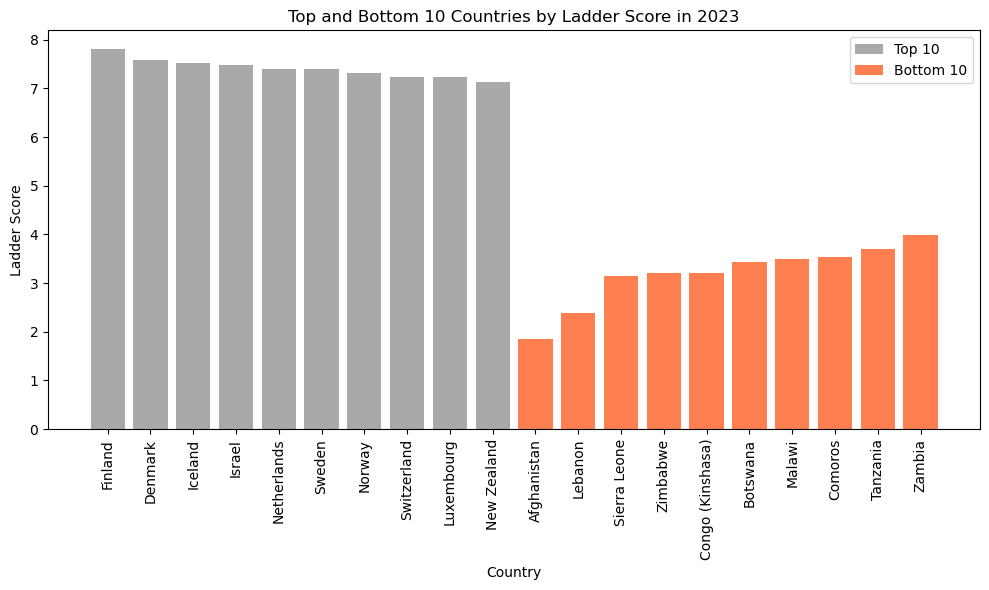 Top and Bottom 10 Countries by Ladder Score in 2023
Top 10
Bottom 10
Ladder Score
8
7
6
5
4
3
2
1
0
Finland
Denmark
Iceland
Israel
Netherlands
Sweden
Norway
Switzerland
Luxembourg
New Zealand
Afghanistan
Lebanon
Sierra Leone
Zimbabwe
Congo (Kinshasa)
Botswana
Malawi
Comoros
Tanzania
Zambia
Country